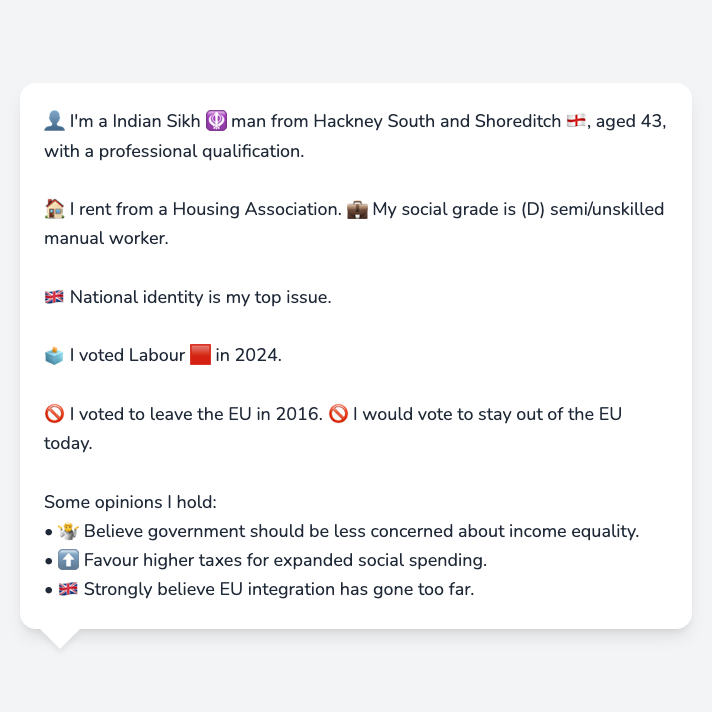 👤 I'm a Indian Sikh 🪯 man from Hackney South and Shoreditch 🏴󠁧󠁢󠁥󠁮󠁧󠁿, aged 43,
with a professional qualification.
🏠 I rent from a Housing Association. 💼 My social grade is (D) semi/unskilled
manual worker.
🇬🇧 National identity is my top issue.
🗳️ I voted Labour 🟥 in 2024.
🚫 I voted to leave the EU in 2016. 🚫 I would vote to stay out of the EU
today.
Some opinions I hold:
• 🤷 Believe government should be less concerned about income equality.
• ⬆️ Favour higher taxes for expanded social spending.
• 🇬🇧 Strongly believe EU integration has gone too far.